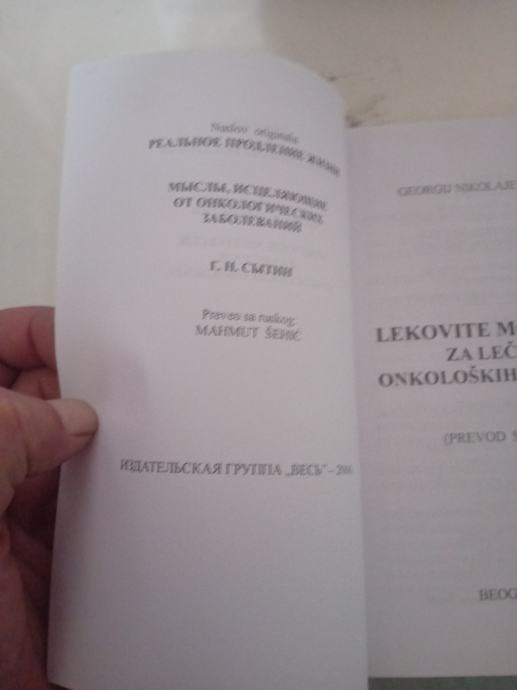 Naslov originala
РЕАЛЬНОЕ ПРОДЛЕНИЕ ЖИЗНИ
МЫСЛЫ, ИСЦЕЛЯЮЩИЕ
ОТ ОНКОЛОГИЧЕСКИХ
ЗАБОЛЕВАНИЙ
Г. Н. СЫТИН
Preveo sa ruskog:
MAHMUT ŠEHIĆ
ИЗДАТЕЛЬСКАЯ ГРУППА „ВЕСЬ" - 2006
GEORGIJ NIKOLAJE
LEKOVITE M
ZA LEČ
ONKOLOŠKIH
(PREVOD
BEOG